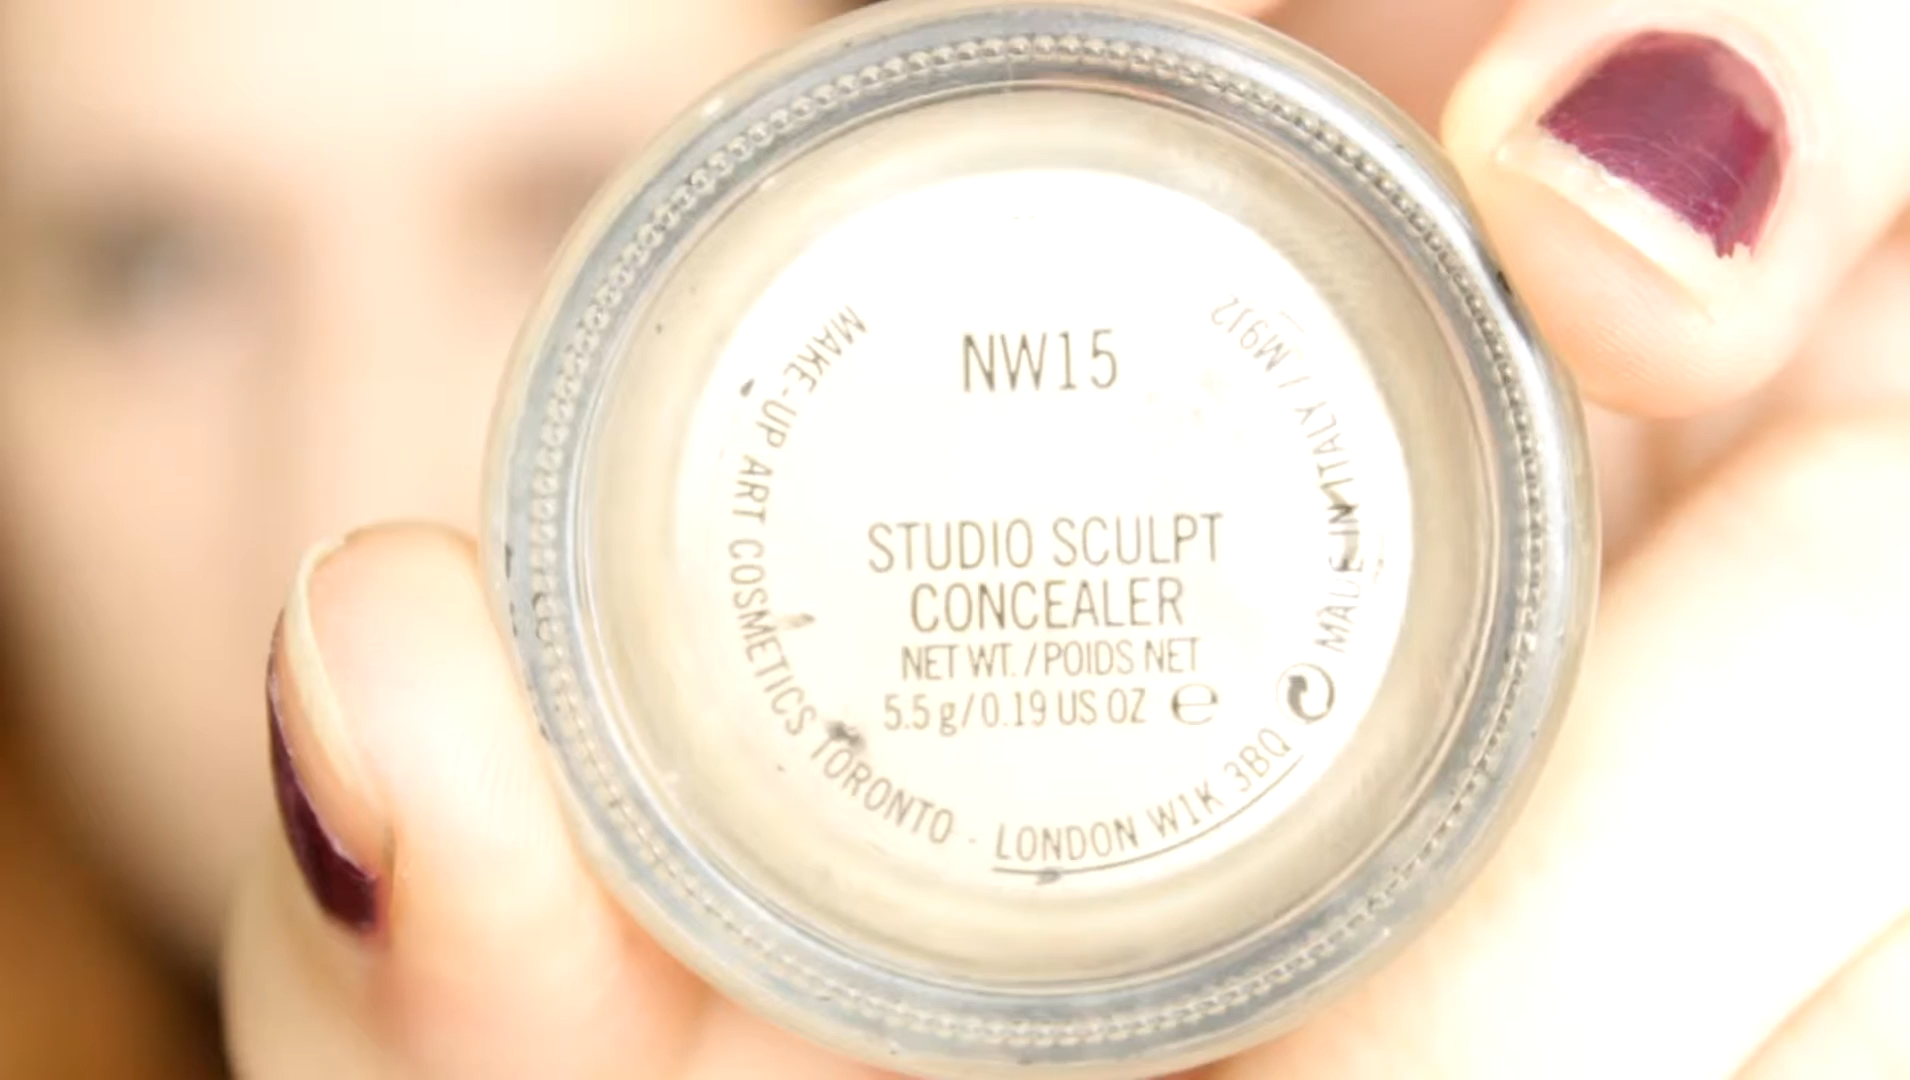 NW15
STUDIO SCULPT
CONCEALER
NET WT. / POIDS NET
5.5 g/0.19 US OZ e
MAKE-UP ART COSMETICS TORONTO - LONDON W1K 3BQ
MADE IN ITALY / M912